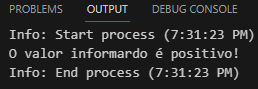 PROBLEMS OUTPUT DEBUG CONSOLE
Info: Start process (7:31:23 PM)
O valor informardo é positivo!
Info: End process (7:31:23 PM)